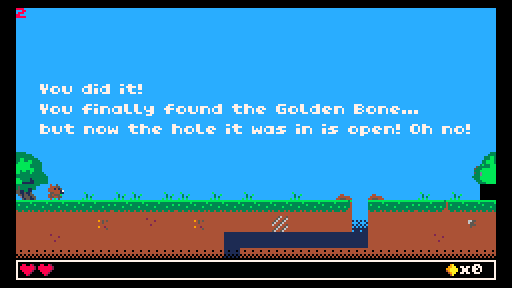 2
You did it!
You finally found the Golden Bone...
but now the hole it was in is open! Oh no!
x0